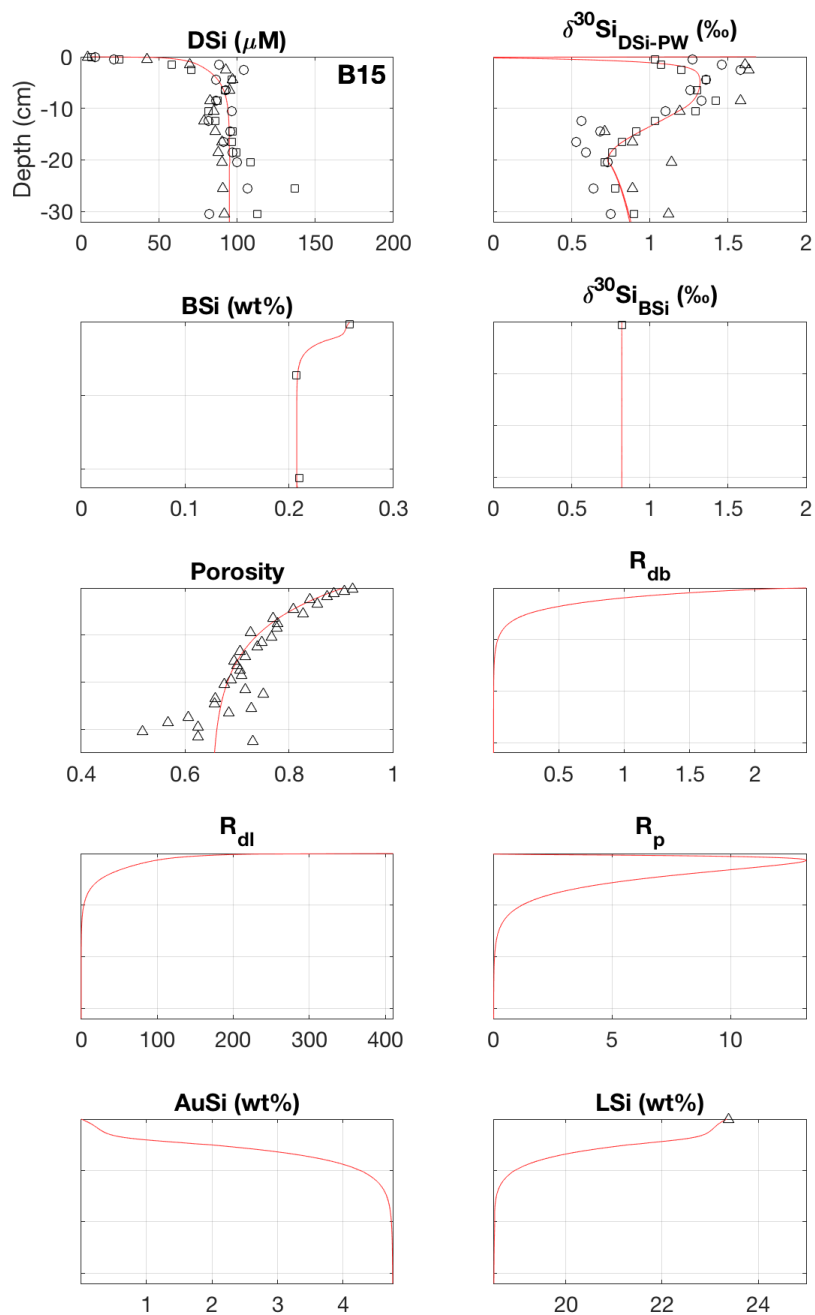 DSi (μM) δ30SiDSi-PW (‰)
B15
Depth (cm)
0
-10
-20
-30
0 50 100 150 200 0 0.5 1 1.5 2
BSi (wt%) δ30SiBSi (‰)
0 0.1 0.2 0.3 0 0.5 1 1.5 2
Porosity Rdb
0.4 0.6 0.8 1 0.5 1 1.5 2
Rdl Rp
0 100 200 300 400 0 5 10
AuSi (wt%) LSi (wt%)
1 2 3 4 20 22 24